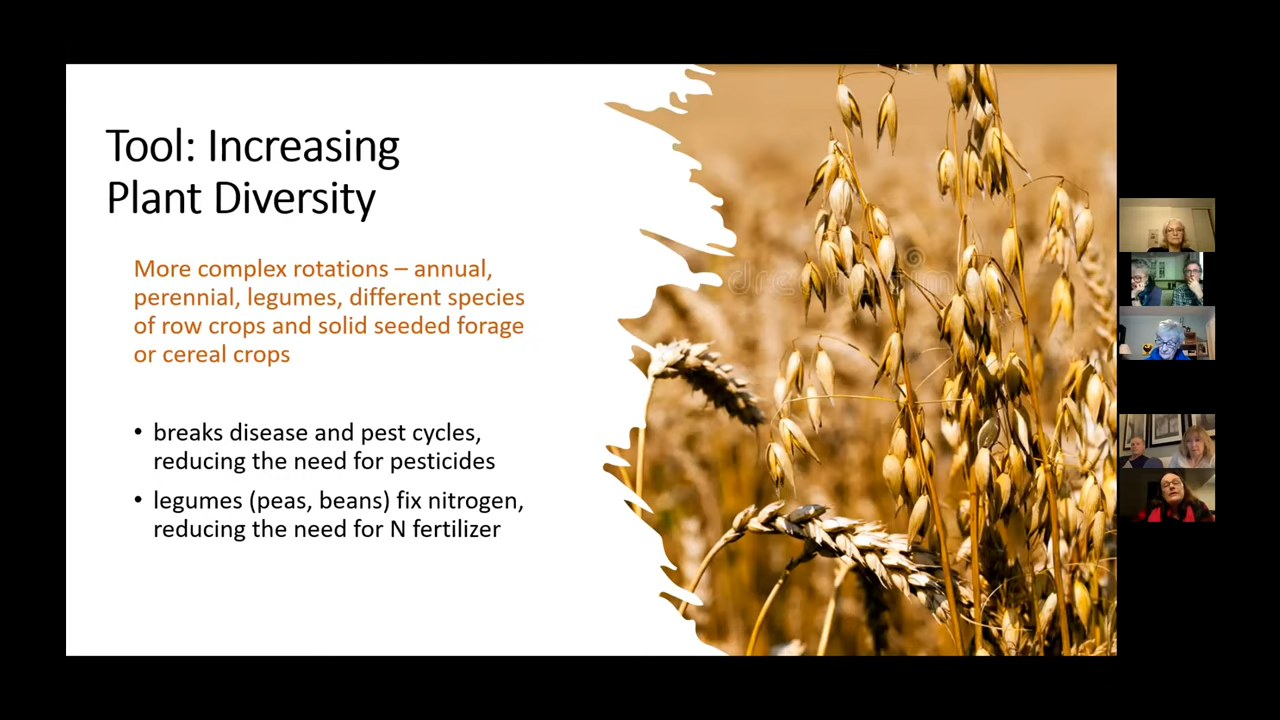 Tool: Increasing
Plant Diversity
More complex rotations – annual,
perennial, legumes, different species
of row crops and solid seeded forage
or cereal crops
• breaks disease and pest cycles,
reducing the need for pesticides
• legumes (peas, beans) fix nitrogen,
reducing the need for N fertilizer
dreamstime